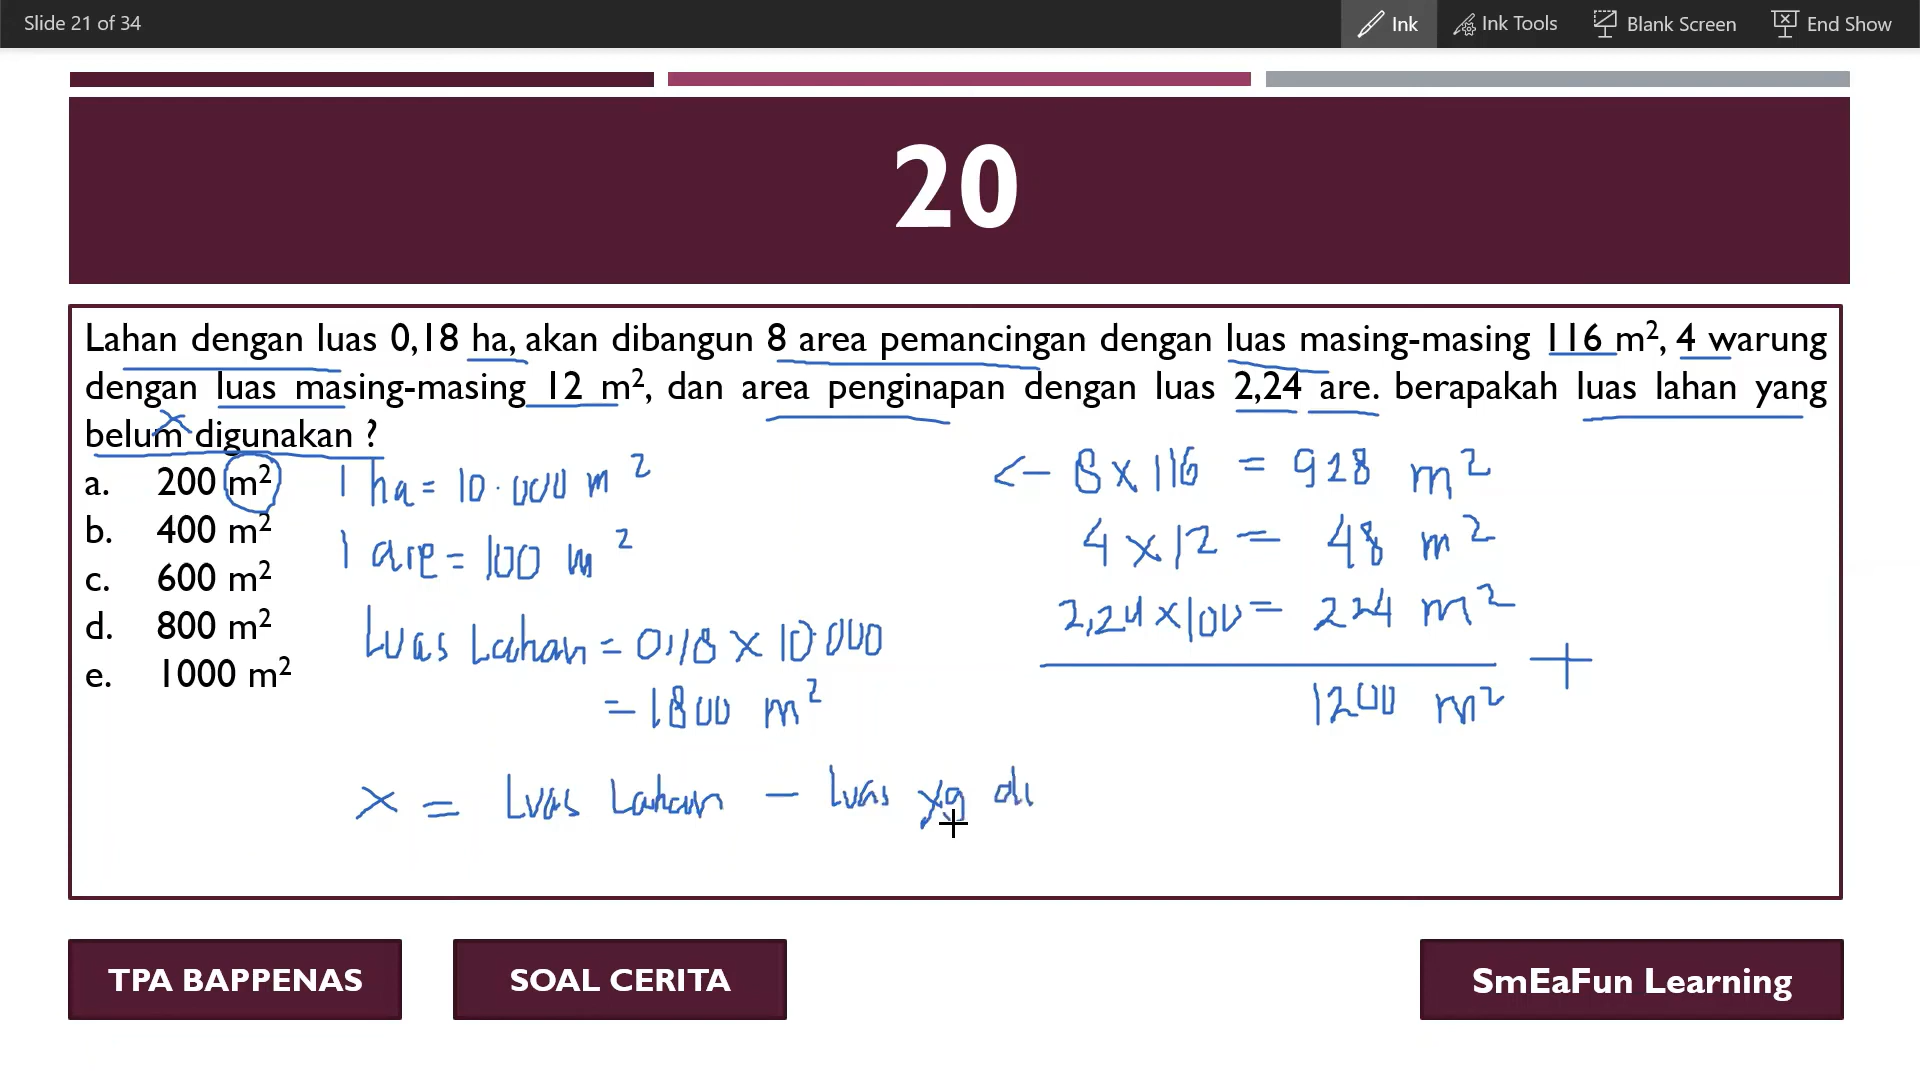 Slide 21 of 34
Ink
Ink Tools
Blank Screen
End Show
20
Lahan dengan luas 0,18 ha, akan dibangun 8 area pemancingan dengan luas masing-masing 116 m², 4 warung
dengan luas masing-masing 12 m², dan area penginapan dengan luas 2,24 are. berapakah luas lahan yang
x
belum digunakan ?
a. 200 m²
b. 400 m²
c. 600 m²
d. 800 m²
e. 1000 m²
1 ha = 10.000 m²
1 are = 100 m²
Luas Lahan = 0,18 x 10.000
= 1800 m²
<- 8 x 116 = 928 m²
4 x 12 = 48 m²
2,24 x 100 = 224 m²
+
1200 m²
x = Luas Lahan - luas yg di
TPA BAPPENAS
SOAL CERITA
SmEaFun Learning